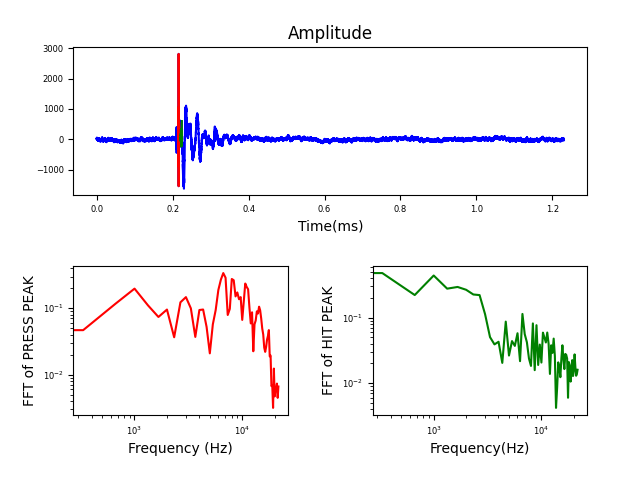 Amplitude
3000
2000
1000
0
−1000
0.0 0.2 0.4 0.6 0.8 1.0 1.2
Time(ms)
FFT of PRESS PEAK
10⁻¹
10⁻²
10³ 10⁴
Frequency (Hz)
FFT of HIT PEAK
10⁻¹
10⁻²
10³ 10⁴
Frequency(Hz)